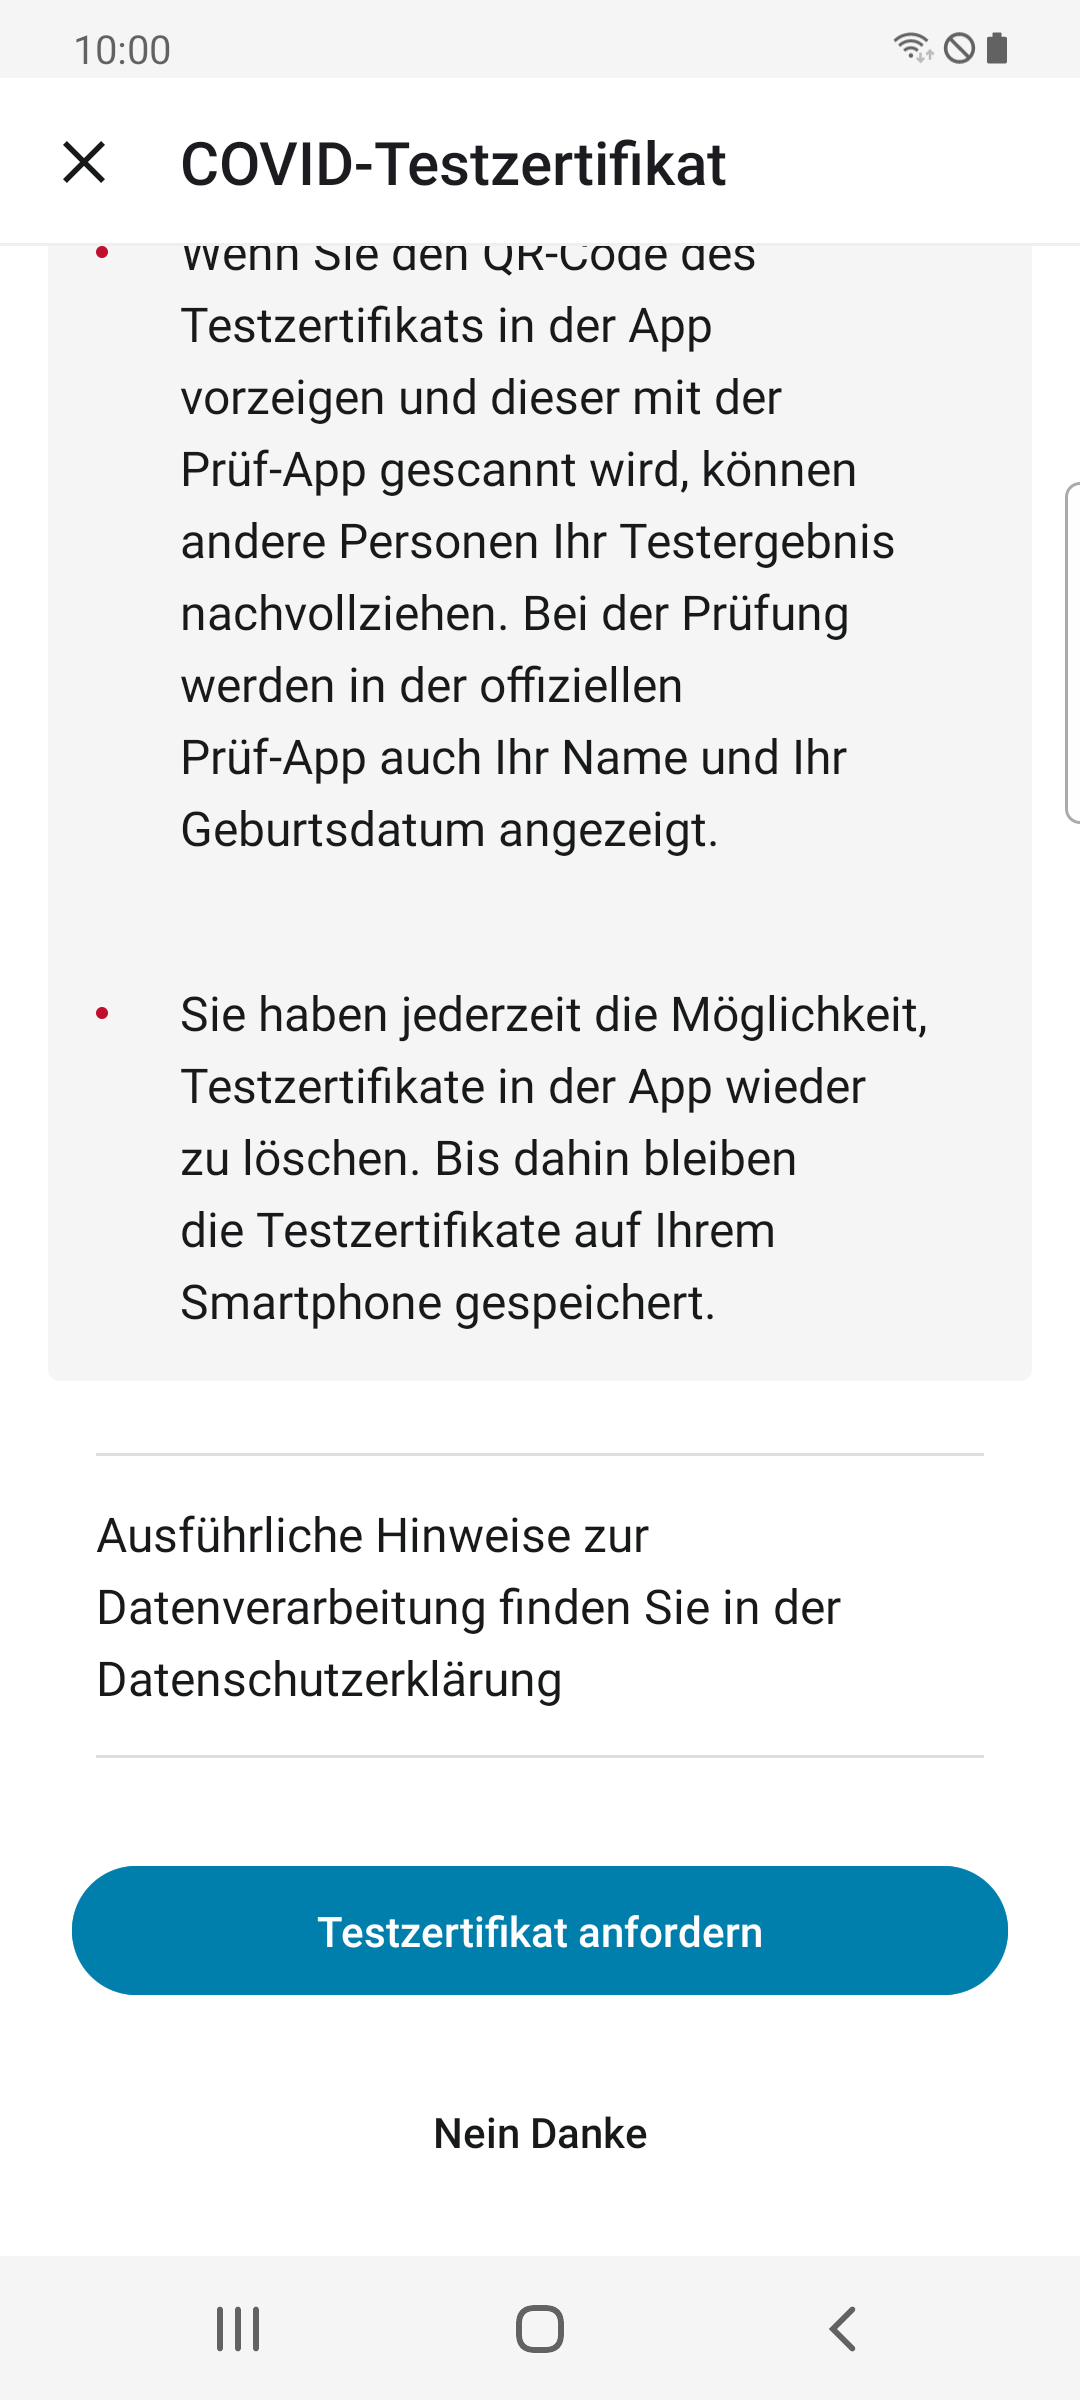 10:00
COVID-Testzertifikat
Wenn Sie den QR-Code des
Testzertifikats in der App
vorzeigen und dieser mit der
Prüf-App gescannt wird, können
andere Personen Ihr Testergebnis
nachvollziehen. Bei der Prüfung
werden in der offiziellen
Prüf-App auch Ihr Name und Ihr
Geburtsdatum angezeigt.
Sie haben jederzeit die Möglichkeit,
Testzertifikate in der App wieder
zu löschen. Bis dahin bleiben
die Testzertifikate auf Ihrem
Smartphone gespeichert.
Ausführliche Hinweise zur
Datenverarbeitung finden Sie in der
Datenschutzerklärung
Testzertifikat anfordern
Nein Danke